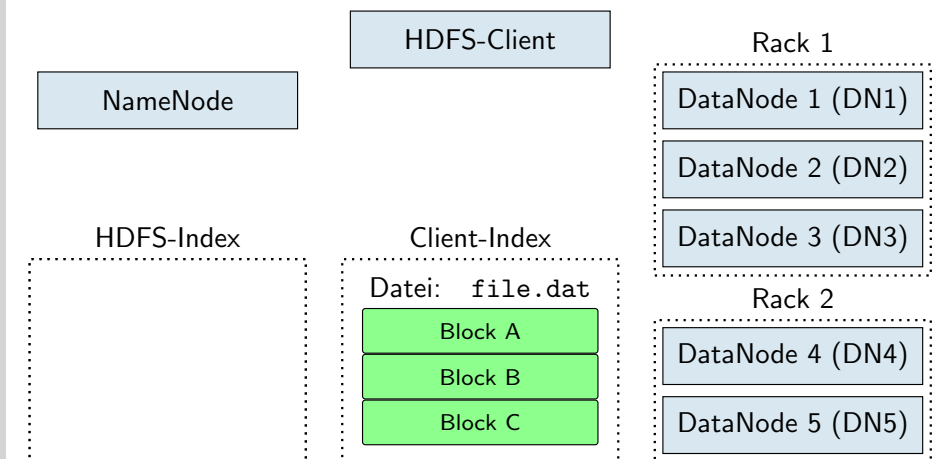 HDFS-Client
NameNode
Rack 1
DataNode 1 (DN1)
DataNode 2 (DN2)
DataNode 3 (DN3)
HDFS-Index
Client-Index
Datei: file.dat
Block A
Block B
Block C
Rack 2
DataNode 4 (DN4)
DataNode 5 (DN5)